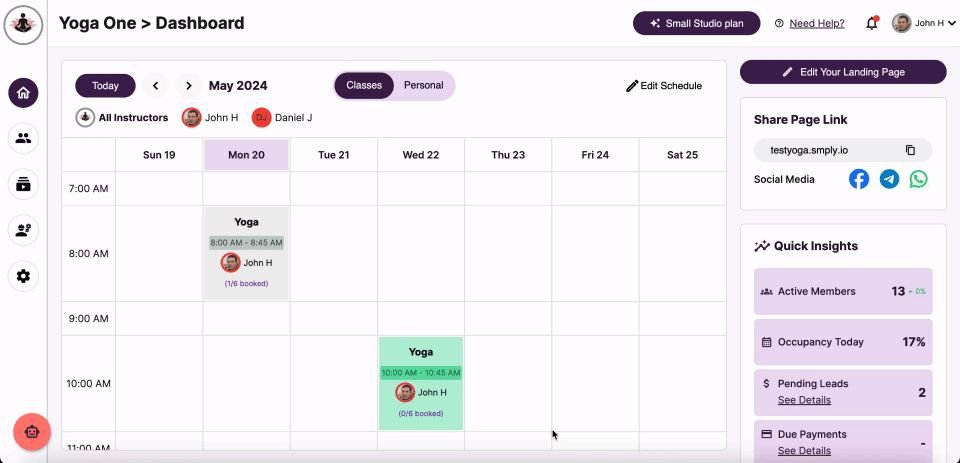 Yoga One > Dashboard
Small Studio plan
Need Help?
John H
Today
May 2024
Classes
Personal
Edit Schedule
All Instructors
John H
DJ
Daniel J
Sun 19
Mon 20
Tue 21
Wed 22
Thu 23
Fri 24
Sat 25
7:00 AM
8:00 AM
Yoga
8:00 AM - 8:45 AM
John H
(1/6 booked)
9:00 AM
10:00 AM
Yoga
10:00 AM - 10:45 AM
John H
(0/6 booked)
11:00 AM
Edit Your Landing Page
Share Page Link
testyoga.smply.io
Social Media
Quick Insights
Active Members
13
0%
Occupancy Today
17%
$ Pending Leads
See Details
2
Due Payments
See Details
-